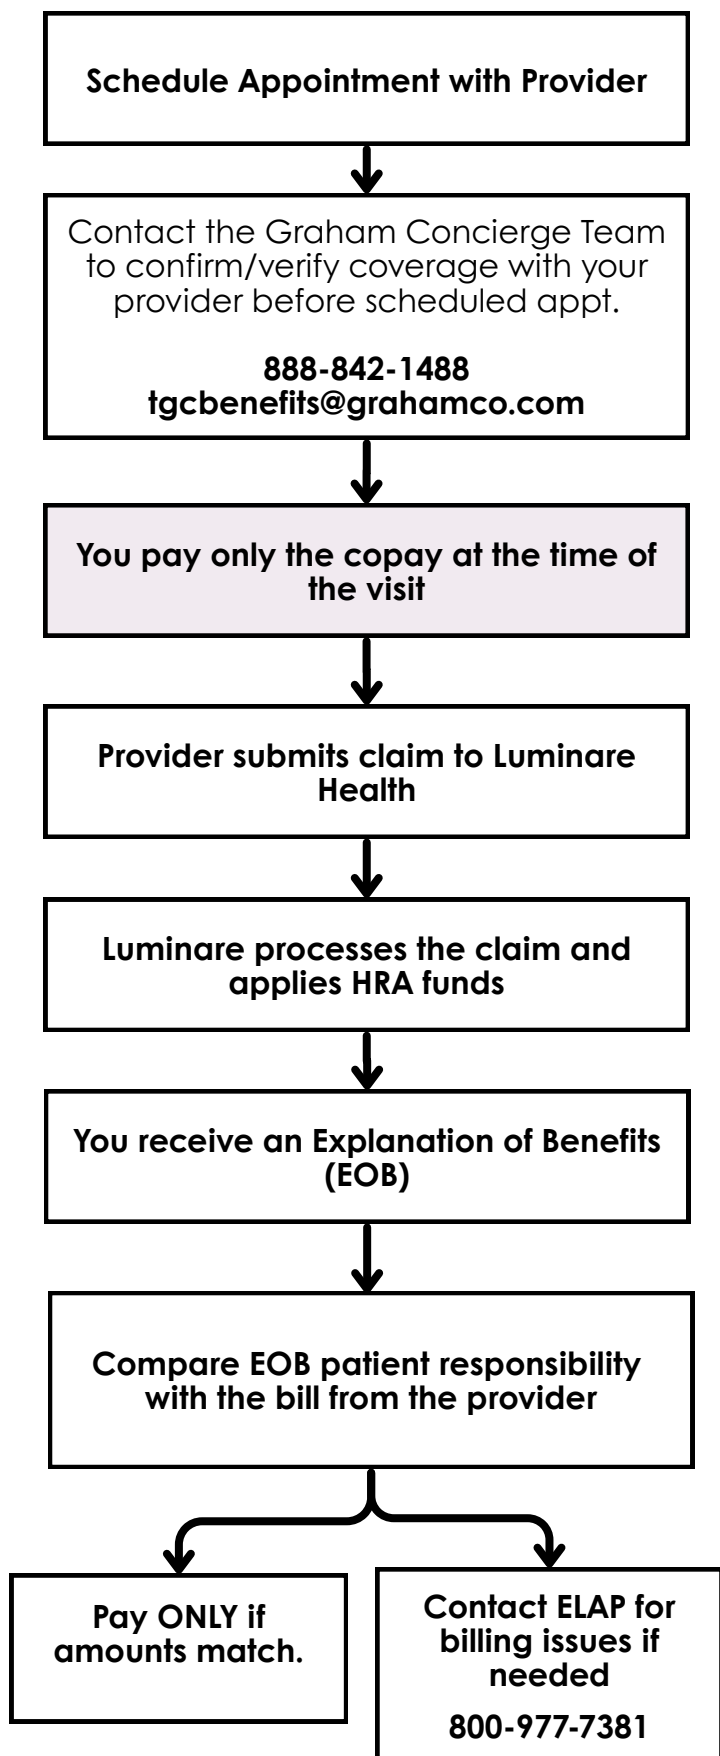 Schedule Appointment with Provider
Contact the Graham Concierge Team
to confirm/verify coverage with your
provider before scheduled appt.
888-842-1488
tgcbenefits@grahamco.com
You pay only the copay at the time of
the visit
Provider submits claim to Luminare
Health
Luminare processes the claim and
applies HRA funds
You receive an Explanation of Benefits
(EOB)
Compare EOB patient responsibility
with the bill from the provider
Pay ONLY if
amounts match.
Contact ELAP for
billing issues if
needed
800-977-7381